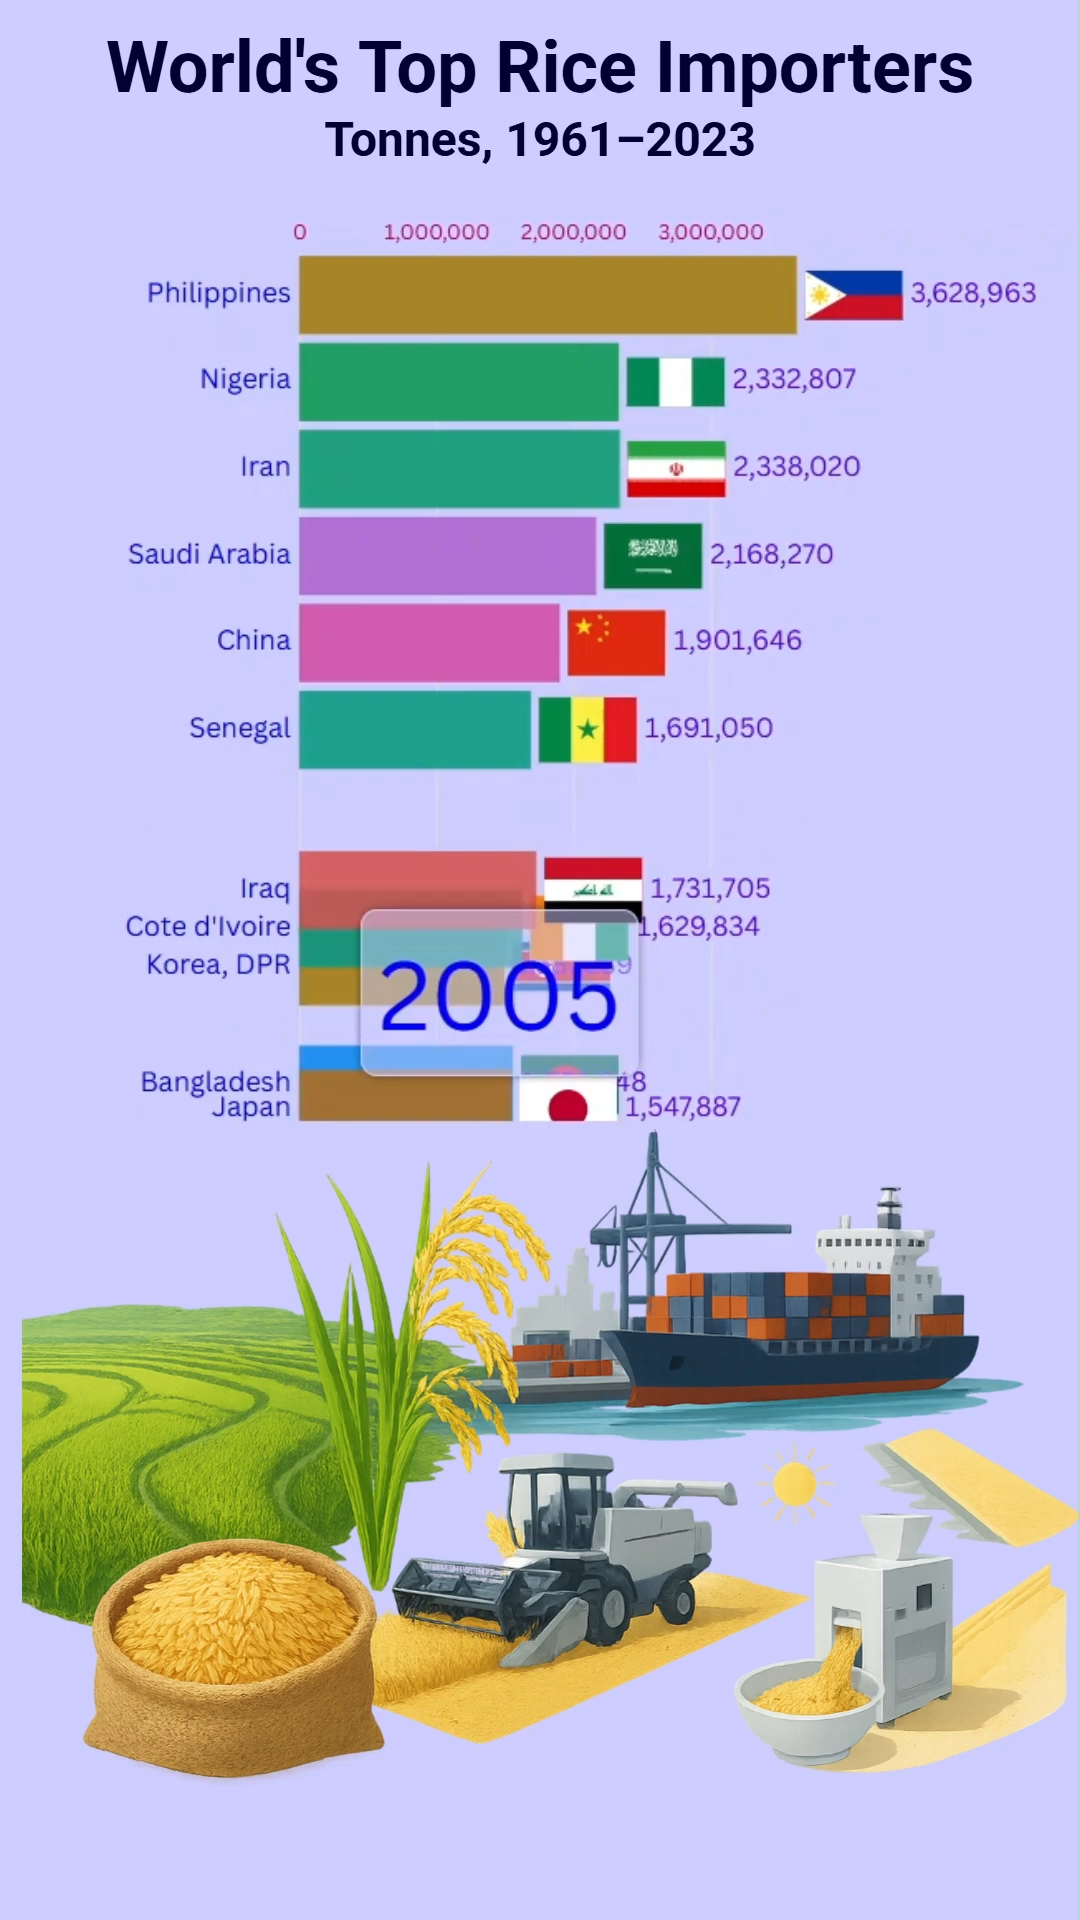 World's Top Rice Importers
Tonnes, 1961–2023
0 1,000,000 2,000,000 3,000,000
Philippines 3,628,963
Nigeria 2,332,807
Iran 2,338,020
Saudi Arabia 2,168,270
China 1,901,646
Senegal 1,691,050
Iraq 1,731,705
Cote d'Ivoire 1,629,834
Korea, DPR
2005
Bangladesh
Japan 1,547,887